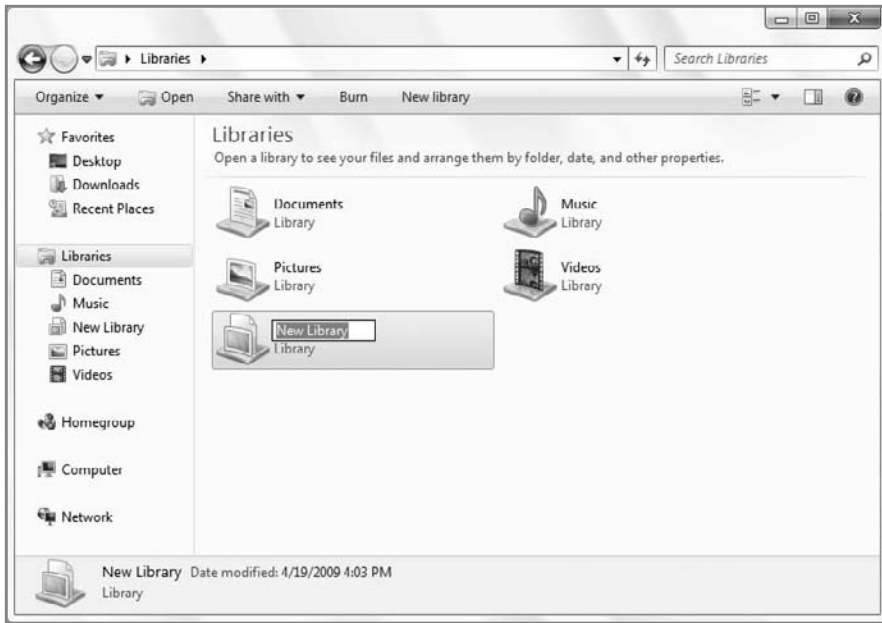 Libraries
Search Libraries
Organize Open Share with Burn New library
Favorites
Desktop
Downloads
Recent Places
Libraries
Documents
Music
New Library
Pictures
Videos
Homegroup
Computer
Network
Libraries
Open a library to see your files and arrange them by folder, date, and other properties.
Documents
Library
Music
Library
Pictures
Library
Videos
Library
New Library
Library
New Library Date modified: 4/19/2009 4:03 PM
Library